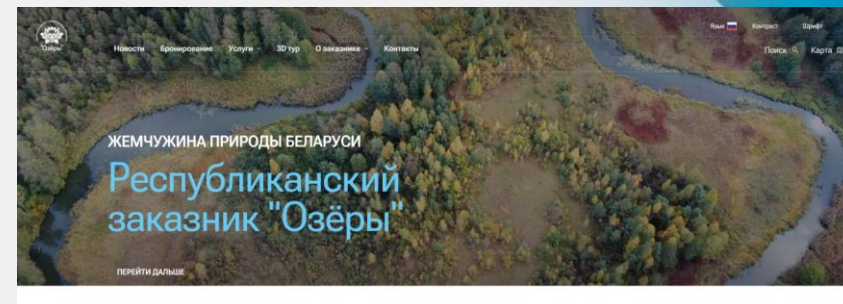 "Озёры"
Новости Бронирование Услуги 3D тур О заказнике Контакты
Язык Контраст Шрифт
Поиск Карта
ЖЕМЧУЖИНА ПРИРОДЫ БЕЛАРУСИ
Республиканский
заказник "Озёры"
ПЕРЕЙТИ ДАЛЬШЕ